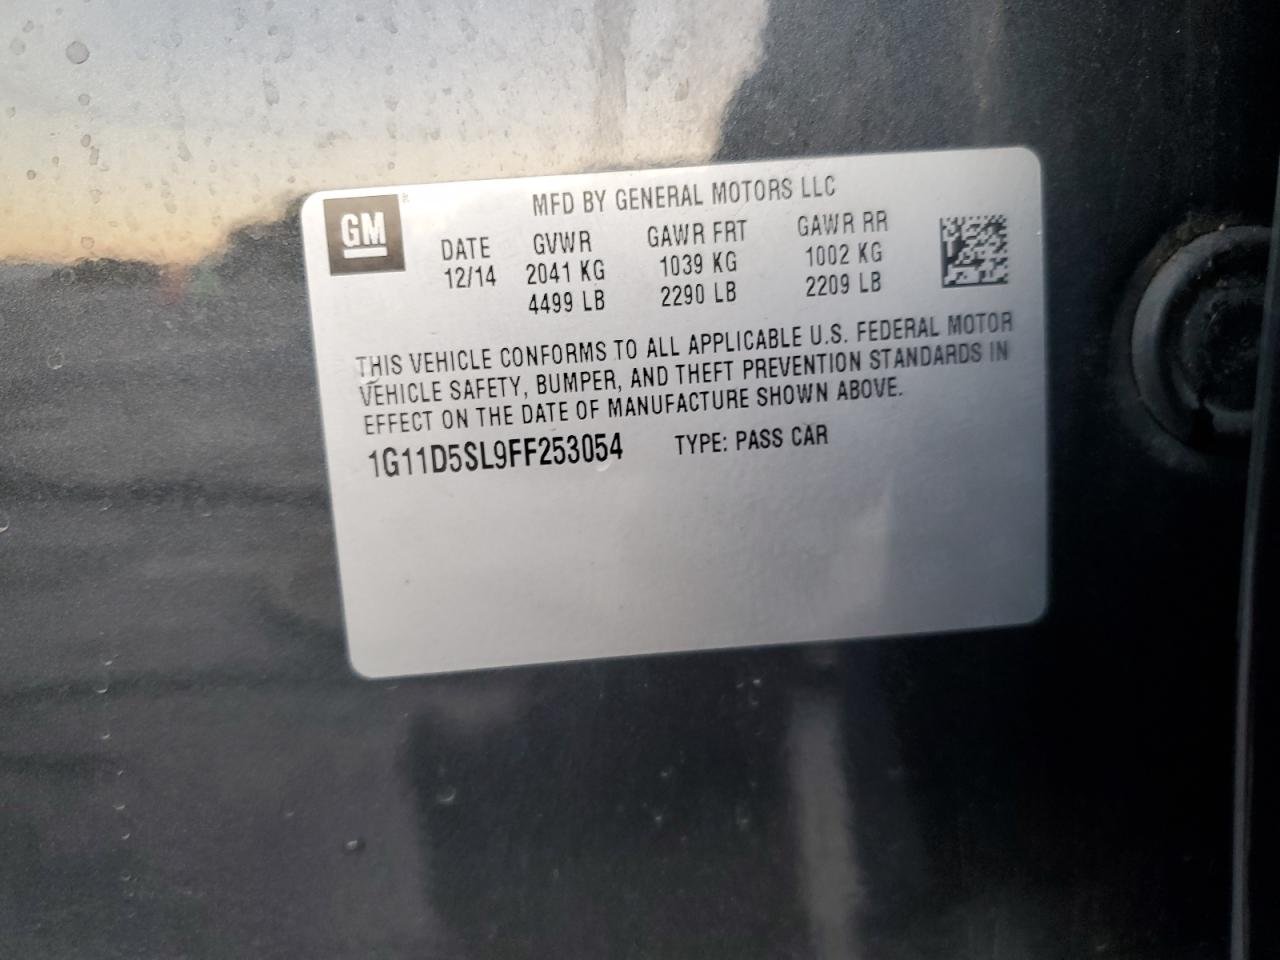 GM
MFD BY GENERAL MOTORS LLC
DATE GVWR GAWR FRT GAWR RR
12/14 2041 KG 1039 KG 1002 KG
4499 LB 2290 LB 2209 LB
THIS VEHICLE CONFORMS TO ALL APPLICABLE U.S. FEDERAL MOTOR
VEHICLE SAFETY, BUMPER, AND THEFT PREVENTION STANDARDS IN
EFFECT ON THE DATE OF MANUFACTURE SHOWN ABOVE.
1G11D5SL9FF253054 TYPE: PASS CAR